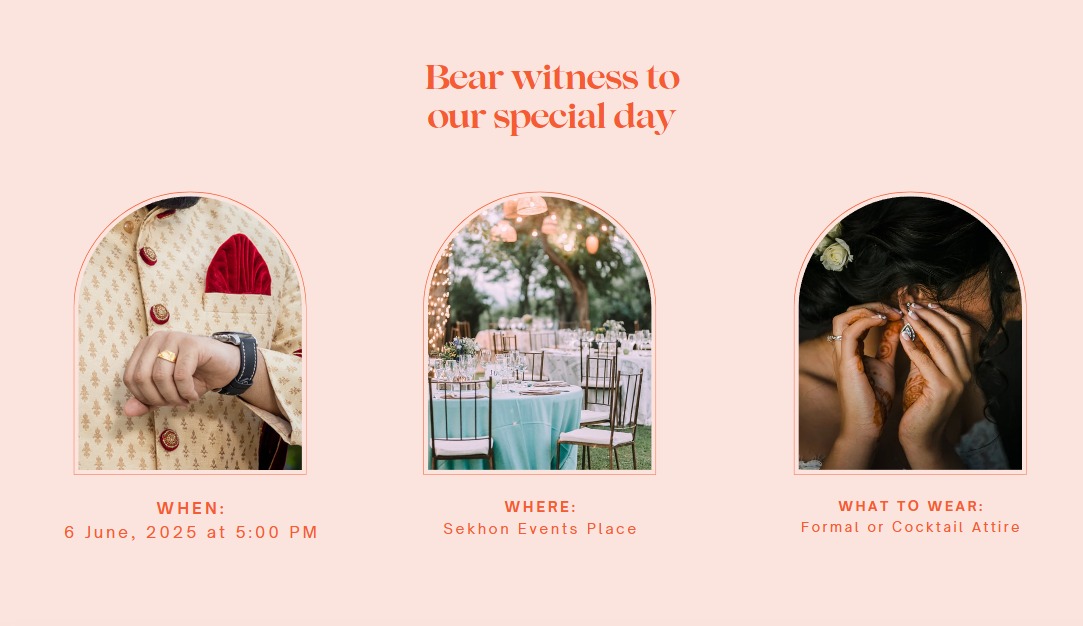 Bear witness to
our special day
WHEN:
6 June, 2025 at 5:00 PM
WHERE:
Sekhon Events Place
WHAT TO WEAR:
Formal or Cocktail Attire